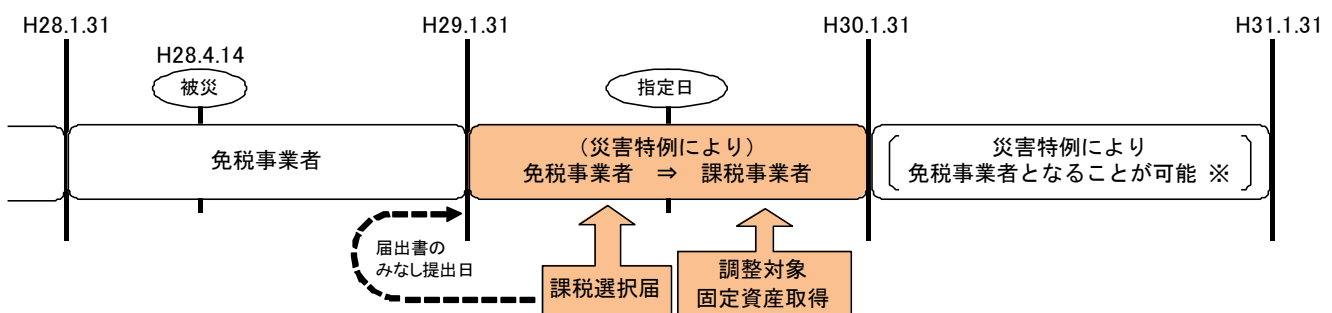 H28.1.31
H29.1.31
H30.1.31
H31.1.31
H28.4.14
被災
指定日
免税事業者
(災害特例により)
免税事業者 ⇒ 課税事業者
災害特例により
免税事業者となることが可能 ※
届出書の
みなし提出日
課税選択届
調整対象
固定資産取得